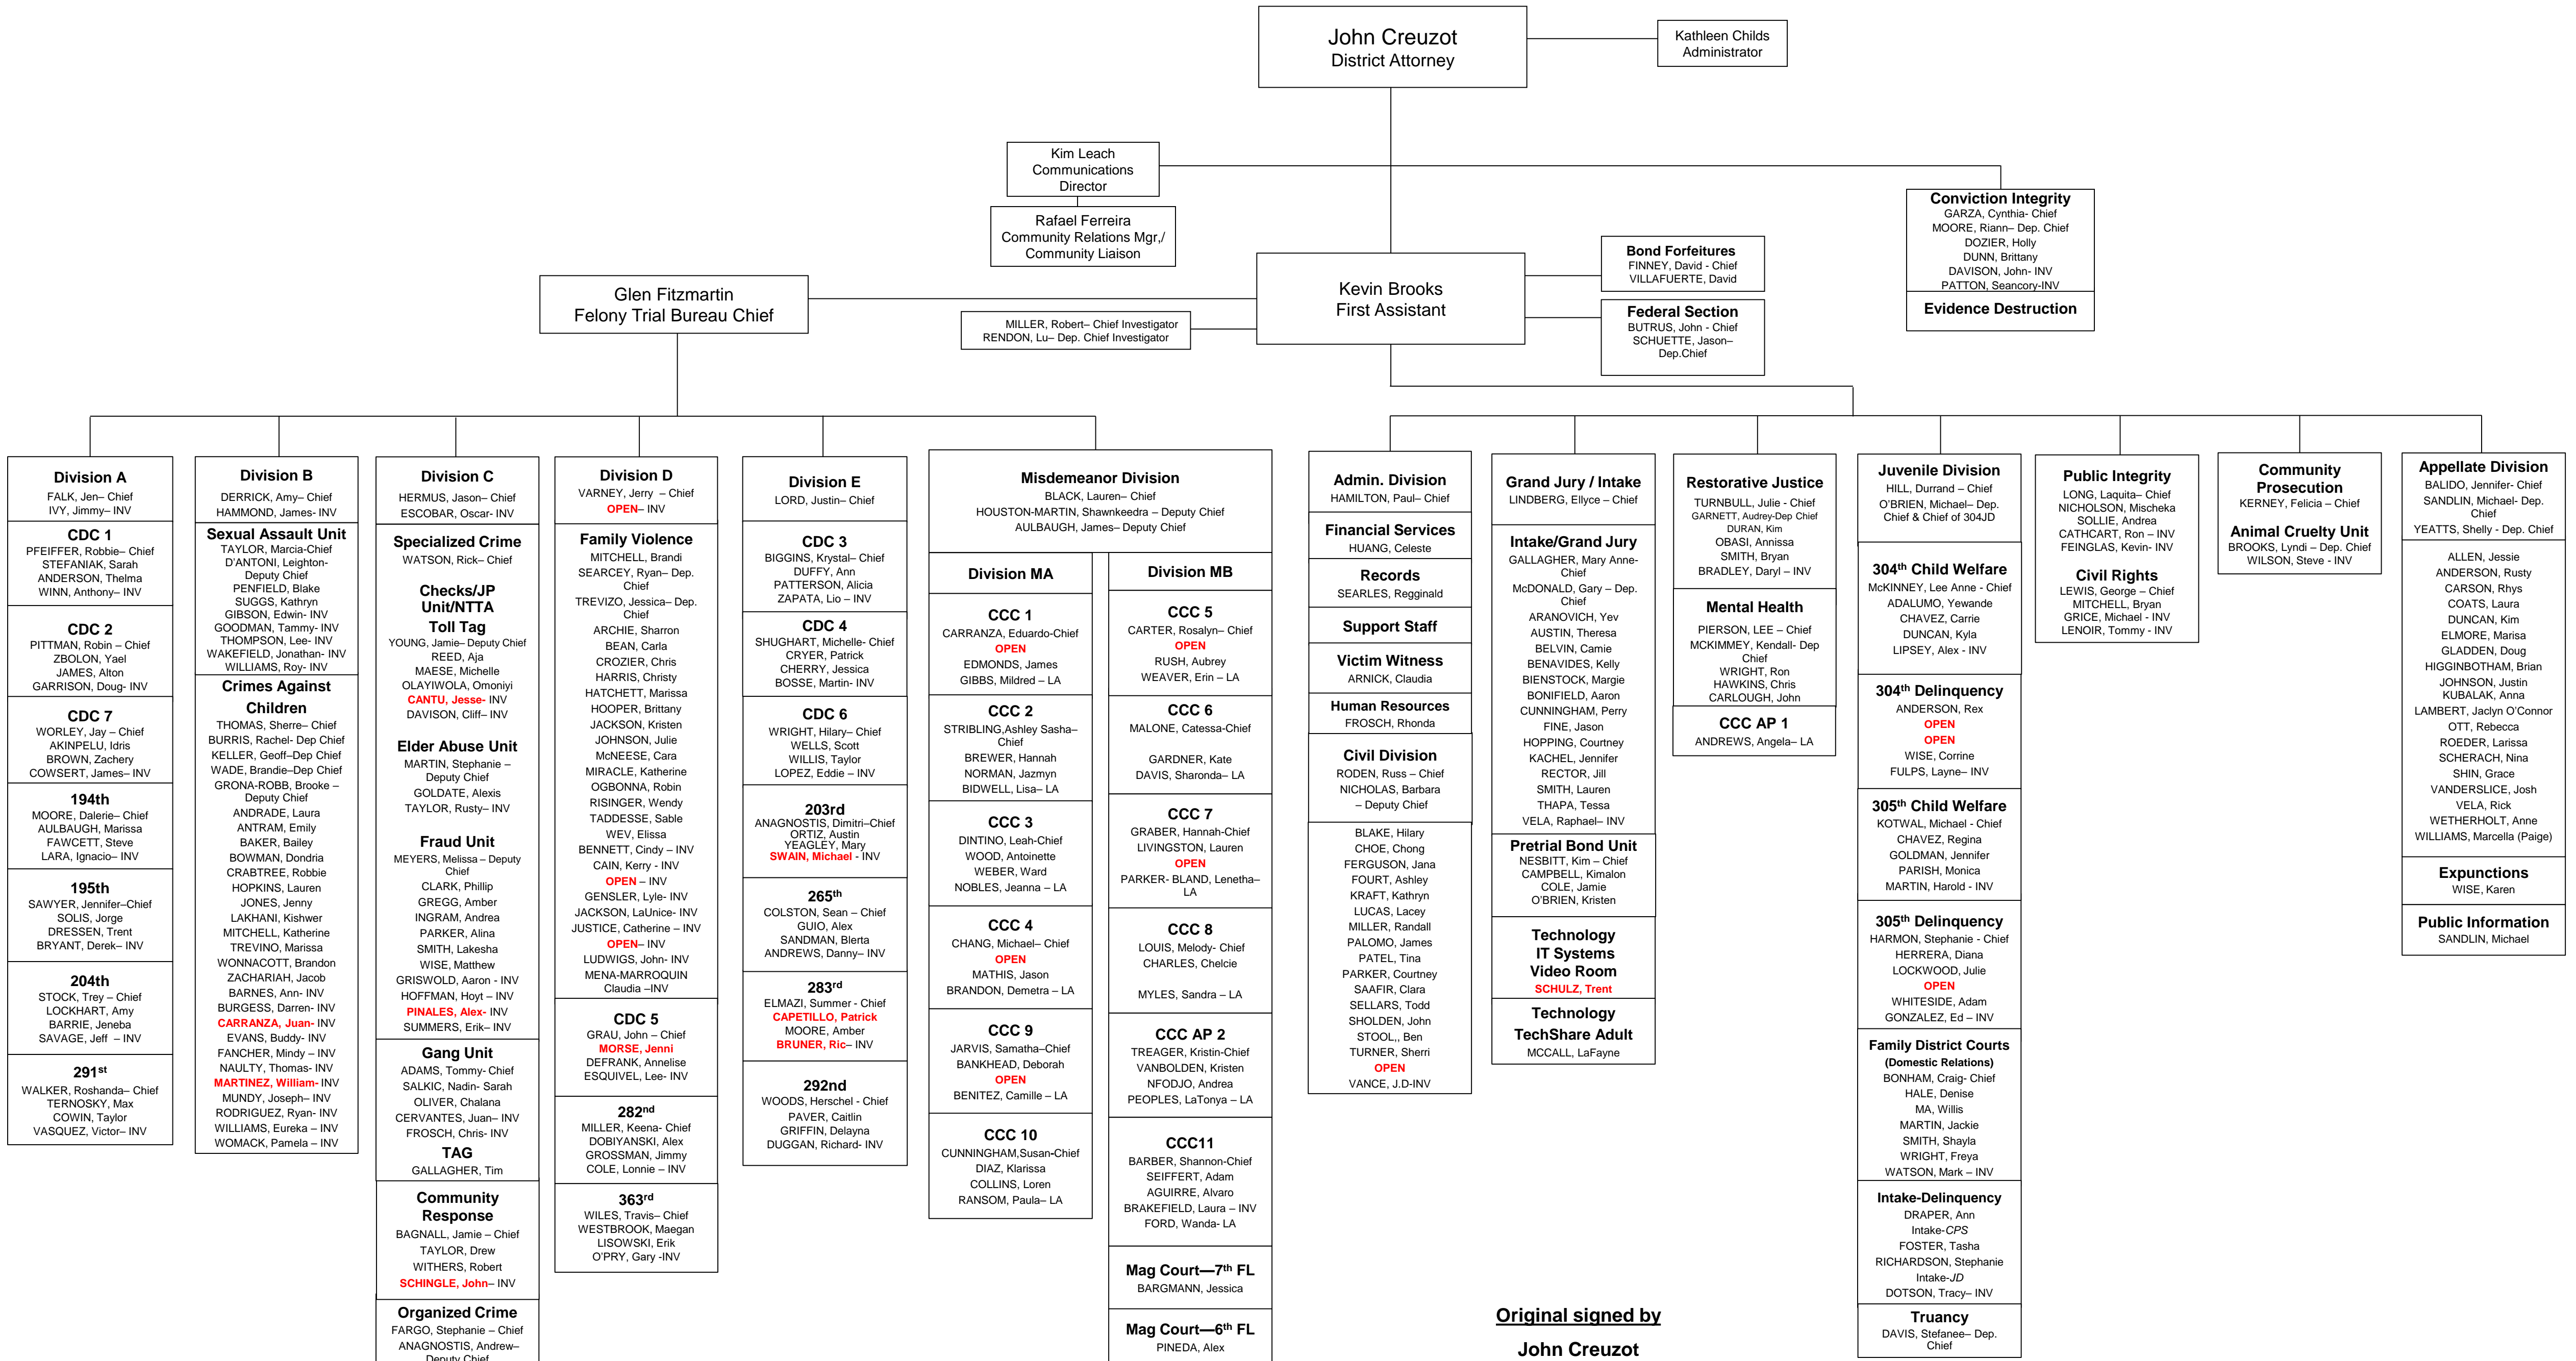 John Creuzot
District Attorney
Kathleen Childs
Administrator
Kim Leach
Communications
Director
Rafael Ferreira
Community Relations Mgr,/
Community Liaison
Conviction Integrity
GARZA, Cynthia- Chief
MOORE, Riann– Dep. Chief
DOZIER, Holly
DUNN, Brittany
DAVISON, John- INV
PATTON, Seancory-INV
Evidence Destruction
Glen Fitzmartin
Felony Trial Bureau Chief
Kevin Brooks
First Assistant
MILLER, Robert– Chief Investigator
RENDON, Lu– Dep. Chief Investigator
Bond Forfeitures
FINNEY, David - Chief
VILLAFUERTE, David
Federal Section
BUTRUS, John - Chief
SCHUETTE, Jason–
Dep.Chief
Division A
FALK, Jen– Chief
IVY, Jimmy– INV
CDC 1
PFEIFFER, Robbie– Chief
STEFANIAK, Sarah
ANDERSON, Thelma
WINN, Anthony– INV
CDC 2
PITTMAN, Robin – Chief
ZBOLON, Yael
JAMES, Alton
GARRISON, Doug- INV
CDC 7
WORLEY, Jay – Chief
AKINPELU, Idris
BROWN, Zachery
COWSERT, James– INV
194th
MOORE, Dalerie– Chief
AULBAUGH, Marissa
FAWCETT, Steve
LARA, Ignacio– INV
195th
SAWYER, Jennifer–Chief
SOLIS, Jorge
DRESSEN, Trent
BRYANT, Derek– INV
204th
STOCK, Trey – Chief
LOCKHART, Amy
BARRIE, Jeneba
SAVAGE, Jeff – INV
291st
WALKER, Roshanda– Chief
TERNOSKY, Max
COWIN, Taylor
VASQUEZ, Victor– INV
Division B
DERRICK, Amy– Chief
HAMMOND, James- INV
Sexual Assault Unit
TAYLOR, Marcia-Chief
D'ANTONI, Leighton-
Deputy Chief
PENFIELD, Blake
SUGGS, Kathryn
GIBSON, Edwin- INV
GOODMAN, Tammy- INV
THOMPSON, Lee- INV
WAKEFIELD, Jonathan- INV
WILLIAMS, Roy- INV
Crimes Against
Children
THOMAS, Sherre– Chief
BURRIS, Rachel- Dep Chief
KELLER, Geoff–Dep Chief
WADE, Brandie–Dep Chief
GRONA-ROBB, Brooke –
Deputy Chief
ANDRADE, Laura
ANTRAM, Emily
BAKER, Bailey
BOWMAN, Dondria
CRABTREE, Robbie
HOPKINS, Lauren
JONES, Jenny
LAKHANI, Kishwer
MITCHELL, Katherine
TREVINO, Marissa
WONNACOTT, Brandon
ZACHARIAH, Jacob
BARNES, Ann- INV
BURGESS, Darren- INV
CARRANZA, Juan- INV
EVANS, Buddy- INV
FANCHER, Mindy – INV
NAULTY, Thomas- INV
MARTINEZ, William- INV
MUNDY, Joseph– INV
RODRIGUEZ, Ryan- INV
WILLIAMS, Eureka – INV
WOMACK, Pamela – INV
Division C
HERMUS, Jason– Chief
ESCOBAR, Oscar- INV
Specialized Crime
WATSON, Rick– Chief
Checks/JP
Unit/NTTA
Toll Tag
YOUNG, Jamie– Deputy Chief
REED, Aja
MAESE, Michelle
OLAYIWOLA, Omoniyi
CANTU, Jesse- INV
DAVISON, Cliff– INV
Elder Abuse Unit
MARTIN, Stephanie –
Deputy Chief
GOLDATE, Alexis
TAYLOR, Rusty– INV
Fraud Unit
MEYERS, Melissa – Deputy
Chief
CLARK, Phillip
GREGG, Amber
INGRAM, Andrea
PARKER, Alina
SMITH, Lakesha
WISE, Matthew
GRISWOLD, Aaron - INV
HOFFMAN, Hoyt – INV
PINALES, Alex- INV
SUMMERS, Erik– INV
Gang Unit
ADAMS, Tommy- Chief
SALKIC, Nadin- Sarah
OLIVER, Chalana
CERVANTES, Juan– INV
FROSCH, Chris- INV
TAG
GALLAGHER, Tim
Community
Response
BAGNALL, Jamie – Chief
TAYLOR, Drew
WITHERS, Robert
SCHINGLE, John– INV
Organized Crime
FARGO, Stephanie – Chief
ANAGNOSTIS, Andrew–
Deputy Chief
Division D
VARNEY, Jerry – Chief
OPEN– INV
Family Violence
MITCHELL, Brandi
SEARCEY, Ryan– Dep.
Chief
TREVIZO, Jessica– Dep.
Chief
ARCHIE, Sharron
BEAN, Carla
CROZIER, Chris
HARRIS, Christy
HATCHETT, Marissa
HOOPER, Brittany
JACKSON, Kristen
JOHNSON, Julie
McNEESE, Cara
MIRACLE, Katherine
OGBONNA, Robin
RISINGER, Wendy
TADDESSE, Sable
WEV, Elissa
BENNETT, Cindy – INV
CAIN, Kerry - INV
OPEN – INV
GENSLER, Lyle- INV
JACKSON, LaUnice- INV
JUSTICE, Catherine – INV
OPEN– INV
LUDWIGS, John- INV
MENA-MARROQUIN
Claudia –INV
CDC 5
GRAU, John – Chief
MORSE, Jenni
DEFRANK, Annelise
ESQUIVEL, Lee- INV
282nd
MILLER, Keena- Chief
DOBIYANSKI, Alex
GROSSMAN, Jimmy
COLE, Lonnie – INV
363rd
WILES, Travis– Chief
WESTBROOK, Maegan
LISOWSKI, Erik
O'PRY, Gary -INV
Division E
LORD, Justin– Chief
CDC 3
BIGGINS, Krystal– Chief
DUFFY, Ann
PATTERSON, Alicia
ZAPATA, Lio – INV
CDC 4
SHUGHART, Michelle- Chief
CRYER, Patrick
CHERRY, Jessica
BOSSE, Martin- INV
CDC 6
WRIGHT, Hilary– Chief
WELLS, Scott
WILLIS, Taylor
LOPEZ, Eddie – INV
203rd
ANAGNOSTIS, Dimitri–Chief
ORTIZ, Austin
YEAGLEY, Mary
SWAIN, Michael - INV
265th
COLSTON, Sean – Chief
GUIO, Alex
SANDMAN, Blerta
ANDREWS, Danny– INV
283rd
ELMAZI, Summer - Chief
CAPETILLO, Patrick
MOORE, Amber
BRUNER, Ric– INV
292nd
WOODS, Herschel - Chief
PAVER, Caitlin
GRIFFIN, Delayna
DUGGAN, Richard- INV
Misdemeanor Division
BLACK, Lauren– Chief
HOUSTON-MARTIN, Shawnkeedra – Deputy Chief
AULBAUGH, James– Deputy Chief
Division MA
CCC 1
CARRANZA, Eduardo-Chief
OPEN
EDMONDS, James
GIBBS, Mildred – LA
CCC 2
STRIBLING,Ashley Sasha–
Chief
BREWER, Hannah
NORMAN, Jazmyn
BIDWELL, Lisa– LA
CCC 3
DINTINO, Leah-Chief
WOOD, Antoinette
WEBER, Ward
NOBLES, Jeanna – LA
CCC 4
CHANG, Michael– Chief
OPEN
MATHIS, Jason
BRANDON, Demetra – LA
CCC 9
JARVIS, Samatha–Chief
BANKHEAD, Deborah
OPEN
BENITEZ, Camille – LA
CCC 10
CUNNINGHAM,Susan-Chief
DIAZ, Klarissa
COLLINS, Loren
RANSOM, Paula– LA
Division MB
CCC 5
CARTER, Rosalyn– Chief
OPEN
RUSH, Aubrey
WEAVER, Erin – LA
CCC 6
MALONE, Catessa-Chief
GARDNER, Kate
DAVIS, Sharonda– LA
CCC 7
GRABER, Hannah-Chief
LIVINGSTON, Lauren
OPEN
PARKER- BLAND, Lenetha–
LA
CCC 8
LOUIS, Melody- Chief
CHARLES, Chelcie
MYLES, Sandra – LA
CCC AP 2
TREAGER, Kristin-Chief
VANBOLDEN, Kristen
NFODJO, Andrea
PEOPLES, LaTonya – LA
CCC11
BARBER, Shannon-Chief
SEIFFERT, Adam
AGUIRRE, Alvaro
BRAKEFIELD, Laura – INV
FORD, Wanda- LA
Mag Court—7th FL
BARGMANN, Jessica
Mag Court—6th FL
PINEDA, Alex
Admin. Division
HAMILTON, Paul– Chief
Financial Services
HUANG, Celeste
Records
SEARLES, Regginald
Support Staff
Victim Witness
ARNICK, Claudia
Human Resources
FROSCH, Rhonda
Civil Division
RODEN, Russ – Chief
NICHOLAS, Barbara
– Deputy Chief
BLAKE, Hilary
CHOE, Chong
FERGUSON, Jana
FOURT, Ashley
KRAFT, Kathryn
LUCAS, Lacey
MILLER, Randall
PALOMO, James
PATEL, Tina
PARKER, Courtney
SAAFIR, Clara
SELLARS, Todd
SHOLDEN, John
STOOL,, Ben
TURNER, Sherri
OPEN
VANCE, J.D-INV
Grand Jury / Intake
LINDBERG, Ellyce – Chief
Intake/Grand Jury
GALLAGHER, Mary Anne-
Chief
McDONALD, Gary – Dep.
Chief
ARANOVICH, Yev
AUSTIN, Theresa
BELVIN, Camie
BENAVIDES, Kelly
BIENSTOCK, Margie
BONIFIELD, Aaron
CUNNINGHAM, Perry
FINE, Jason
HOPPING, Courtney
KACHEL, Jennifer
RECTOR, Jill
SMITH, Lauren
THAPA, Tessa
VELA, Raphael– INV
Pretrial Bond Unit
NESBITT, Kim – Chief
CAMPBELL, Kimalon
COLE, Jamie
O'BRIEN, Kristen
Technology
IT Systems
Video Room
SCHULZ, Trent
Technology
TechShare Adult
MCCALL, LaFayne
Restorative Justice
TURNBULL, Julie - Chief
GARNETT, Audrey-Dep Chief
DURAN, Kim
OBASI, Annissa
SMITH, Bryan
BRADLEY, Daryl – INV
Mental Health
PIERSON, LEE – Chief
MCKIMMEY, Kendall- Dep
Chief
WRIGHT, Ron
HAWKINS, Chris
CARLOUGH, John
CCC AP 1
ANDREWS, Angela– LA
Juvenile Division
HILL, Durrand – Chief
O'BRIEN, Michael– Dep.
Chief & Chief of 304JD
304th Child Welfare
McKINNEY, Lee Anne - Chief
ADALUMO, Yewande
CHAVEZ, Carrie
DUNCAN, Kyla
LIPSEY, Alex - INV
304th Delinquency
ANDERSON, Rex
OPEN
OPEN
WISE, Corrine
FULPS, Layne– INV
305th Child Welfare
KOTWAL, Michael - Chief
CHAVEZ, Regina
GOLDMAN, Jennifer
PARISH, Monica
MARTIN, Harold - INV
305th Delinquency
HARMON, Stephanie - Chief
HERRERA, Diana
LOCKWOOD, Julie
OPEN
WHITESIDE, Adam
GONZALEZ, Ed – INV
Family District Courts
(Domestic Relations)
BONHAM, Craig- Chief
HALE, Denise
MA, Willis
MARTIN, Jackie
SMITH, Shayla
WRIGHT, Freya
WATSON, Mark – INV
Intake-Delinquency
DRAPER, Ann
Intake-CPS
FOSTER, Tasha
RICHARDSON, Stephanie
Intake-JD
DOTSON, Tracy– INV
Truancy
DAVIS, Stefanee– Dep.
Chief
Public Integrity
LONG, Laquita– Chief
NICHOLSON, Mischeka
SOLLIE, Andrea
CATHCART, Ron – INV
FEINGLAS, Kevin- INV
Civil Rights
LEWIS, George – Chief
MITCHELL, Bryan
GRICE, Michael - INV
LENOIR, Tommy - INV
Community
Prosecution
KERNEY, Felicia – Chief
Animal Cruelty Unit
BROOKS, Lyndi – Dep. Chief
WILSON, Steve - INV
Appellate Division
BALIDO, Jennifer- Chief
SANDLIN, Michael- Dep.
Chief
YEATTS, Shelly - Dep. Chief
ALLEN, Jessie
ANDERSON, Rusty
CARSON, Rhys
COATS, Laura
DUNCAN, Kim
ELMORE, Marisa
GLADDEN, Doug
HIGGINBOTHAM, Brian
JOHNSON, Justin
KUBALAK, Anna
LAMBERT, Jaclyn O'Connor
OTT, Rebecca
ROEDER, Larissa
SCHERACH, Nina
SHIN, Grace
VANDERSLICE, Josh
VELA, Rick
WETHERHOLT, Anne
WILLIAMS, Marcella (Paige)
Expunctions
WISE, Karen
Public Information
SANDLIN, Michael
Original signed by
John Creuzot